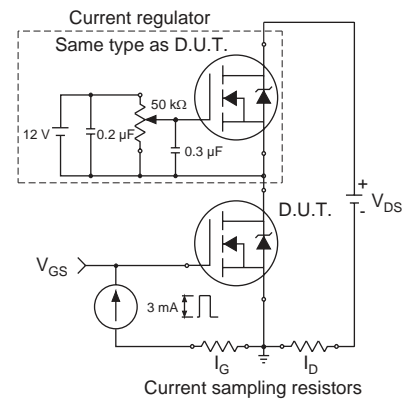 Current regulator
Same type as D.U.T.
50 kΩ
12 V
0.2 µF
0.3 µF
+
D.U.T.
VDS
-
VGS
3 mA
IG
ID
Current sampling resistors